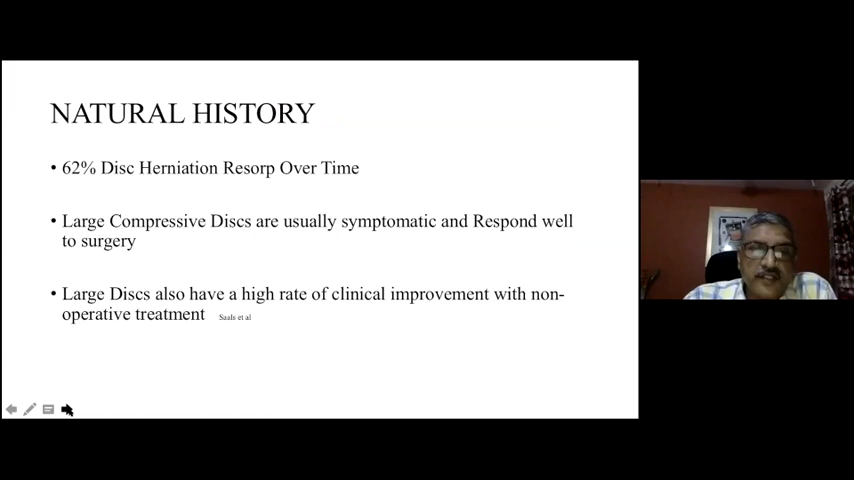 NATURAL HISTORY
• 62% Disc Herniation Resorp Over Time
• Large Compressive Discs are usually symptomatic and Respond well
to surgery
• Large Discs also have a high rate of clinical improvement with non-
operative treatment Saals et al